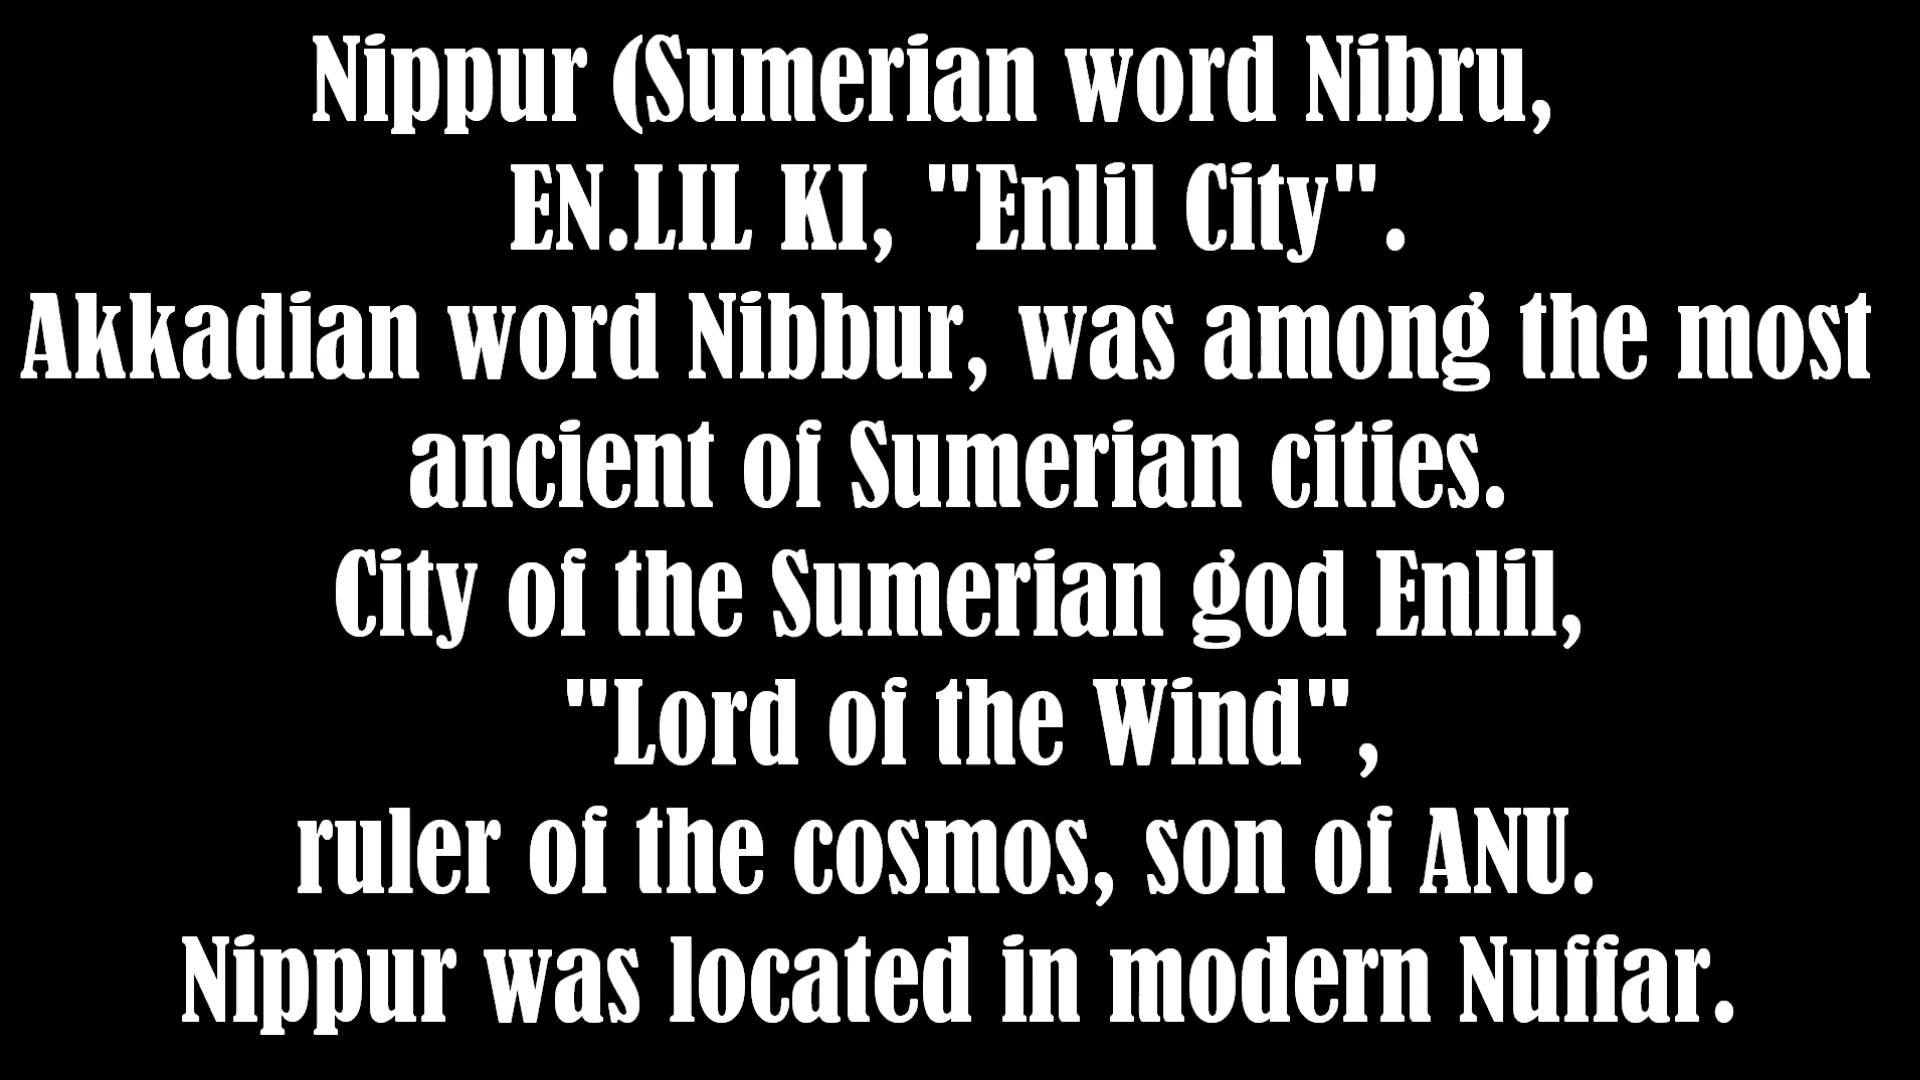 Nippur (Sumerian word Nibru,
EN.LIL KI, "Enlil City".
Akkadian word Nibbur, was among the most
ancient of Sumerian cities.
City of the Sumerian god Enlil,
"Lord of the Wind",
ruler of the cosmos, son of ANU.
Nippur was located in modern Nuffar.